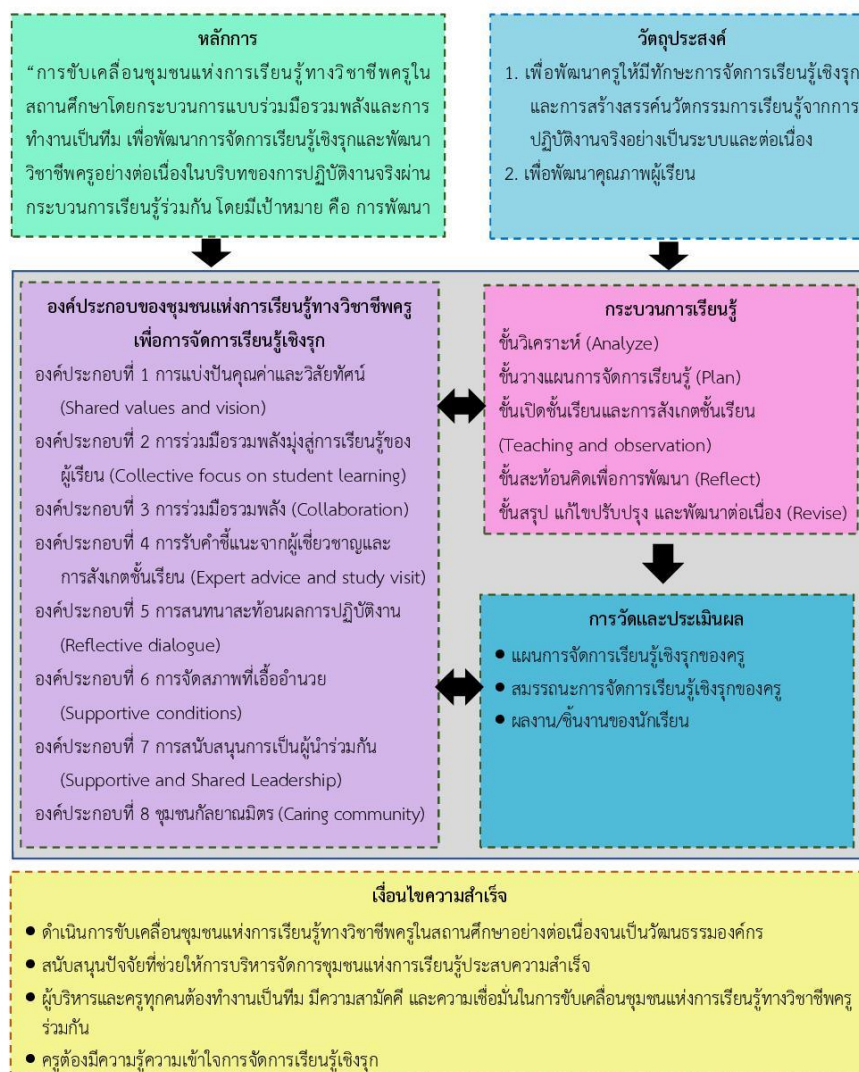 หลักการ
“การขับเคลื่อนชุมชนแห่งการเรียนรู้ทางวิชาชีพครูใน
สถานศึกษาโดยกระบวนการแบบร่วมมือรวมพลังและการ
ทำงานเป็นทีม เพื่อพัฒนาการจัดการเรียนรู้เชิงรุกและพัฒนา
วิชาชีพครูอย่างต่อเนื่องในบริบทของการปฏิบัติงานจริงผ่าน
กระบวนการเรียนรู้ร่วมกัน โดยมีเป้าหมาย คือ การพัฒนา
วัตถุประสงค์
1. เพื่อพัฒนาครูให้มีทักษะการจัดการเรียนรู้เชิงรุก
และการสร้างสรรค์นวัตกรรมการเรียนรู้จากการ
ปฏิบัติงานจริงอย่างเป็นระบบและต่อเนื่อง
2. เพื่อพัฒนาคุณภาพผู้เรียน
องค์ประกอบของชุมชนแห่งการเรียนรู้ทางวิชาชีพครู
เพื่อการจัดการเรียนรู้เชิงรุก
องค์ประกอบที่ 1 การแบ่งปันคุณค่าและวิสัยทัศน์
(Shared values and vision)
องค์ประกอบที่ 2 การร่วมมือรวมพลังมุ่งสู่การเรียนรู้ของ
ผู้เรียน (Collective focus on student learning)
องค์ประกอบที่ 3 การร่วมมือรวมพลัง (Collaboration)
องค์ประกอบที่ 4 การรับคำชี้แนะจากผู้เชี่ยวชาญและ
การสังเกตชั้นเรียน (Expert advice and study visit)
องค์ประกอบที่ 5 การสนทนาสะท้อนผลการปฏิบัติงาน
(Reflective dialogue)
องค์ประกอบที่ 6 การจัดสภาพที่เอื้ออำนวย
(Supportive conditions)
องค์ประกอบที่ 7 การสนับสนุนการเป็นผู้นำร่วมกัน
(Supportive and Shared Leadership)
องค์ประกอบที่ 8 ชุมชนกัลยาณมิตร (Caring community)
กระบวนการเรียนรู้
ขั้นวิเคราะห์ (Analyze)
ขั้นวางแผนการจัดการเรียนรู้ (Plan)
ขั้นเปิดชั้นเรียนและการสังเกตชั้นเรียน
(Teaching and observation)
ขั้นสะท้อนคิดเพื่อการพัฒนา (Reflect)
ขั้นสรุป แก้ไขปรับปรุง และพัฒนาต่อเนื่อง (Revise)
การวัดและประเมินผล
● แผนการจัดการเรียนรู้เชิงรุกของครู
● สมรรถนะการจัดการเรียนรู้เชิงรุกของครู
● ผลงาน/ชิ้นงานของนักเรียน
เงื่อนไขความสำเร็จ
● ดำเนินการขับเคลื่อนชุมชนแห่งการเรียนรู้ทางวิชาชีพครูในสถานศึกษาอย่างต่อเนื่องจนเป็นวัฒนธรรมองค์กร
● สนับสนุนปัจจัยที่ช่วยให้การบริหารจัดการชุมชนแห่งการเรียนรู้ประสบความสำเร็จ
● ผู้บริหารและครูทุกคนต้องทำงานเป็นทีม มีความสามัคคี และความเชื่อมั่นในการขับเคลื่อนชุมชนแห่งการเรียนรู้ทางวิชาชีพครู
ร่วมกัน
● ครูต้องมีความรู้ความเข้าใจการจัดการเรียนรู้เชิงรุก